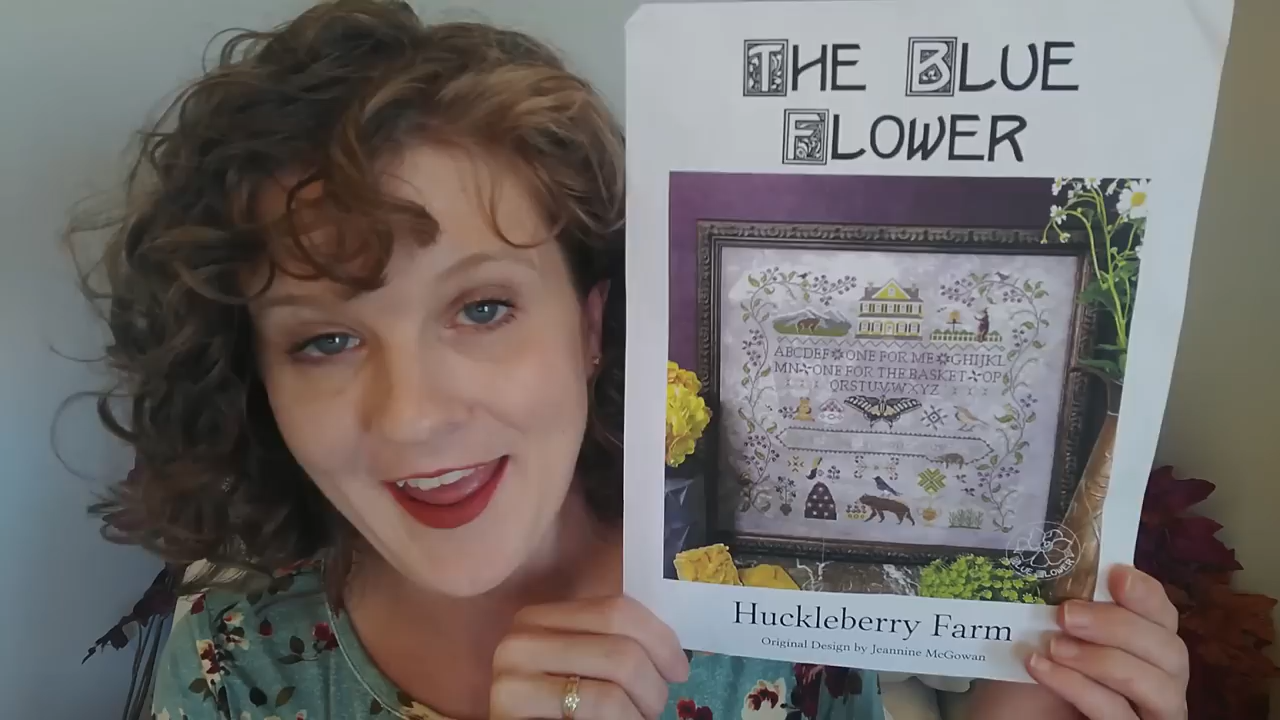 THE BLUE
FLOWER
ABCDEF ONE FOR ME GHIJKL
MN ONE FOR THE BASKET OP
QRSTUVWXYZ
BLUE FLOWER
Huckleberry Farm
Original Design by Jeannine McGowan